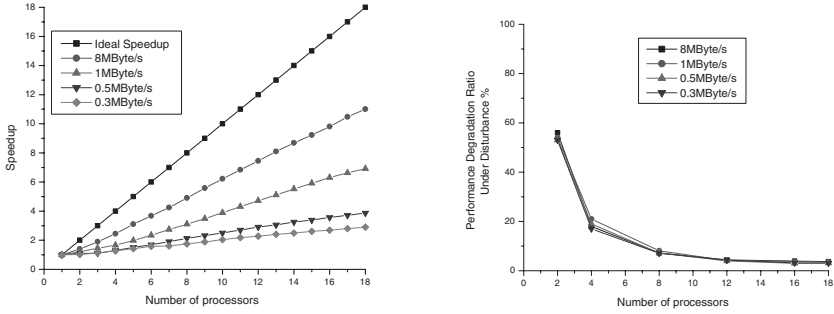 18
16
14
12
10
8
6
4
2
0
Speedup
Ideal Speedup
8MByte/s
1MByte/s
0.5MByte/s
0.3MByte/s
0 2 4 6 8 10 12 14 16 18
Number of processors
100
80
60
40
20
0
Performance Degradation Ratio
Under Disturbance %
8MByte/s
1MByte/s
0.5MByte/s
0.3MByte/s
0 2 4 6 8 10 12 14 16 18
Number of processors